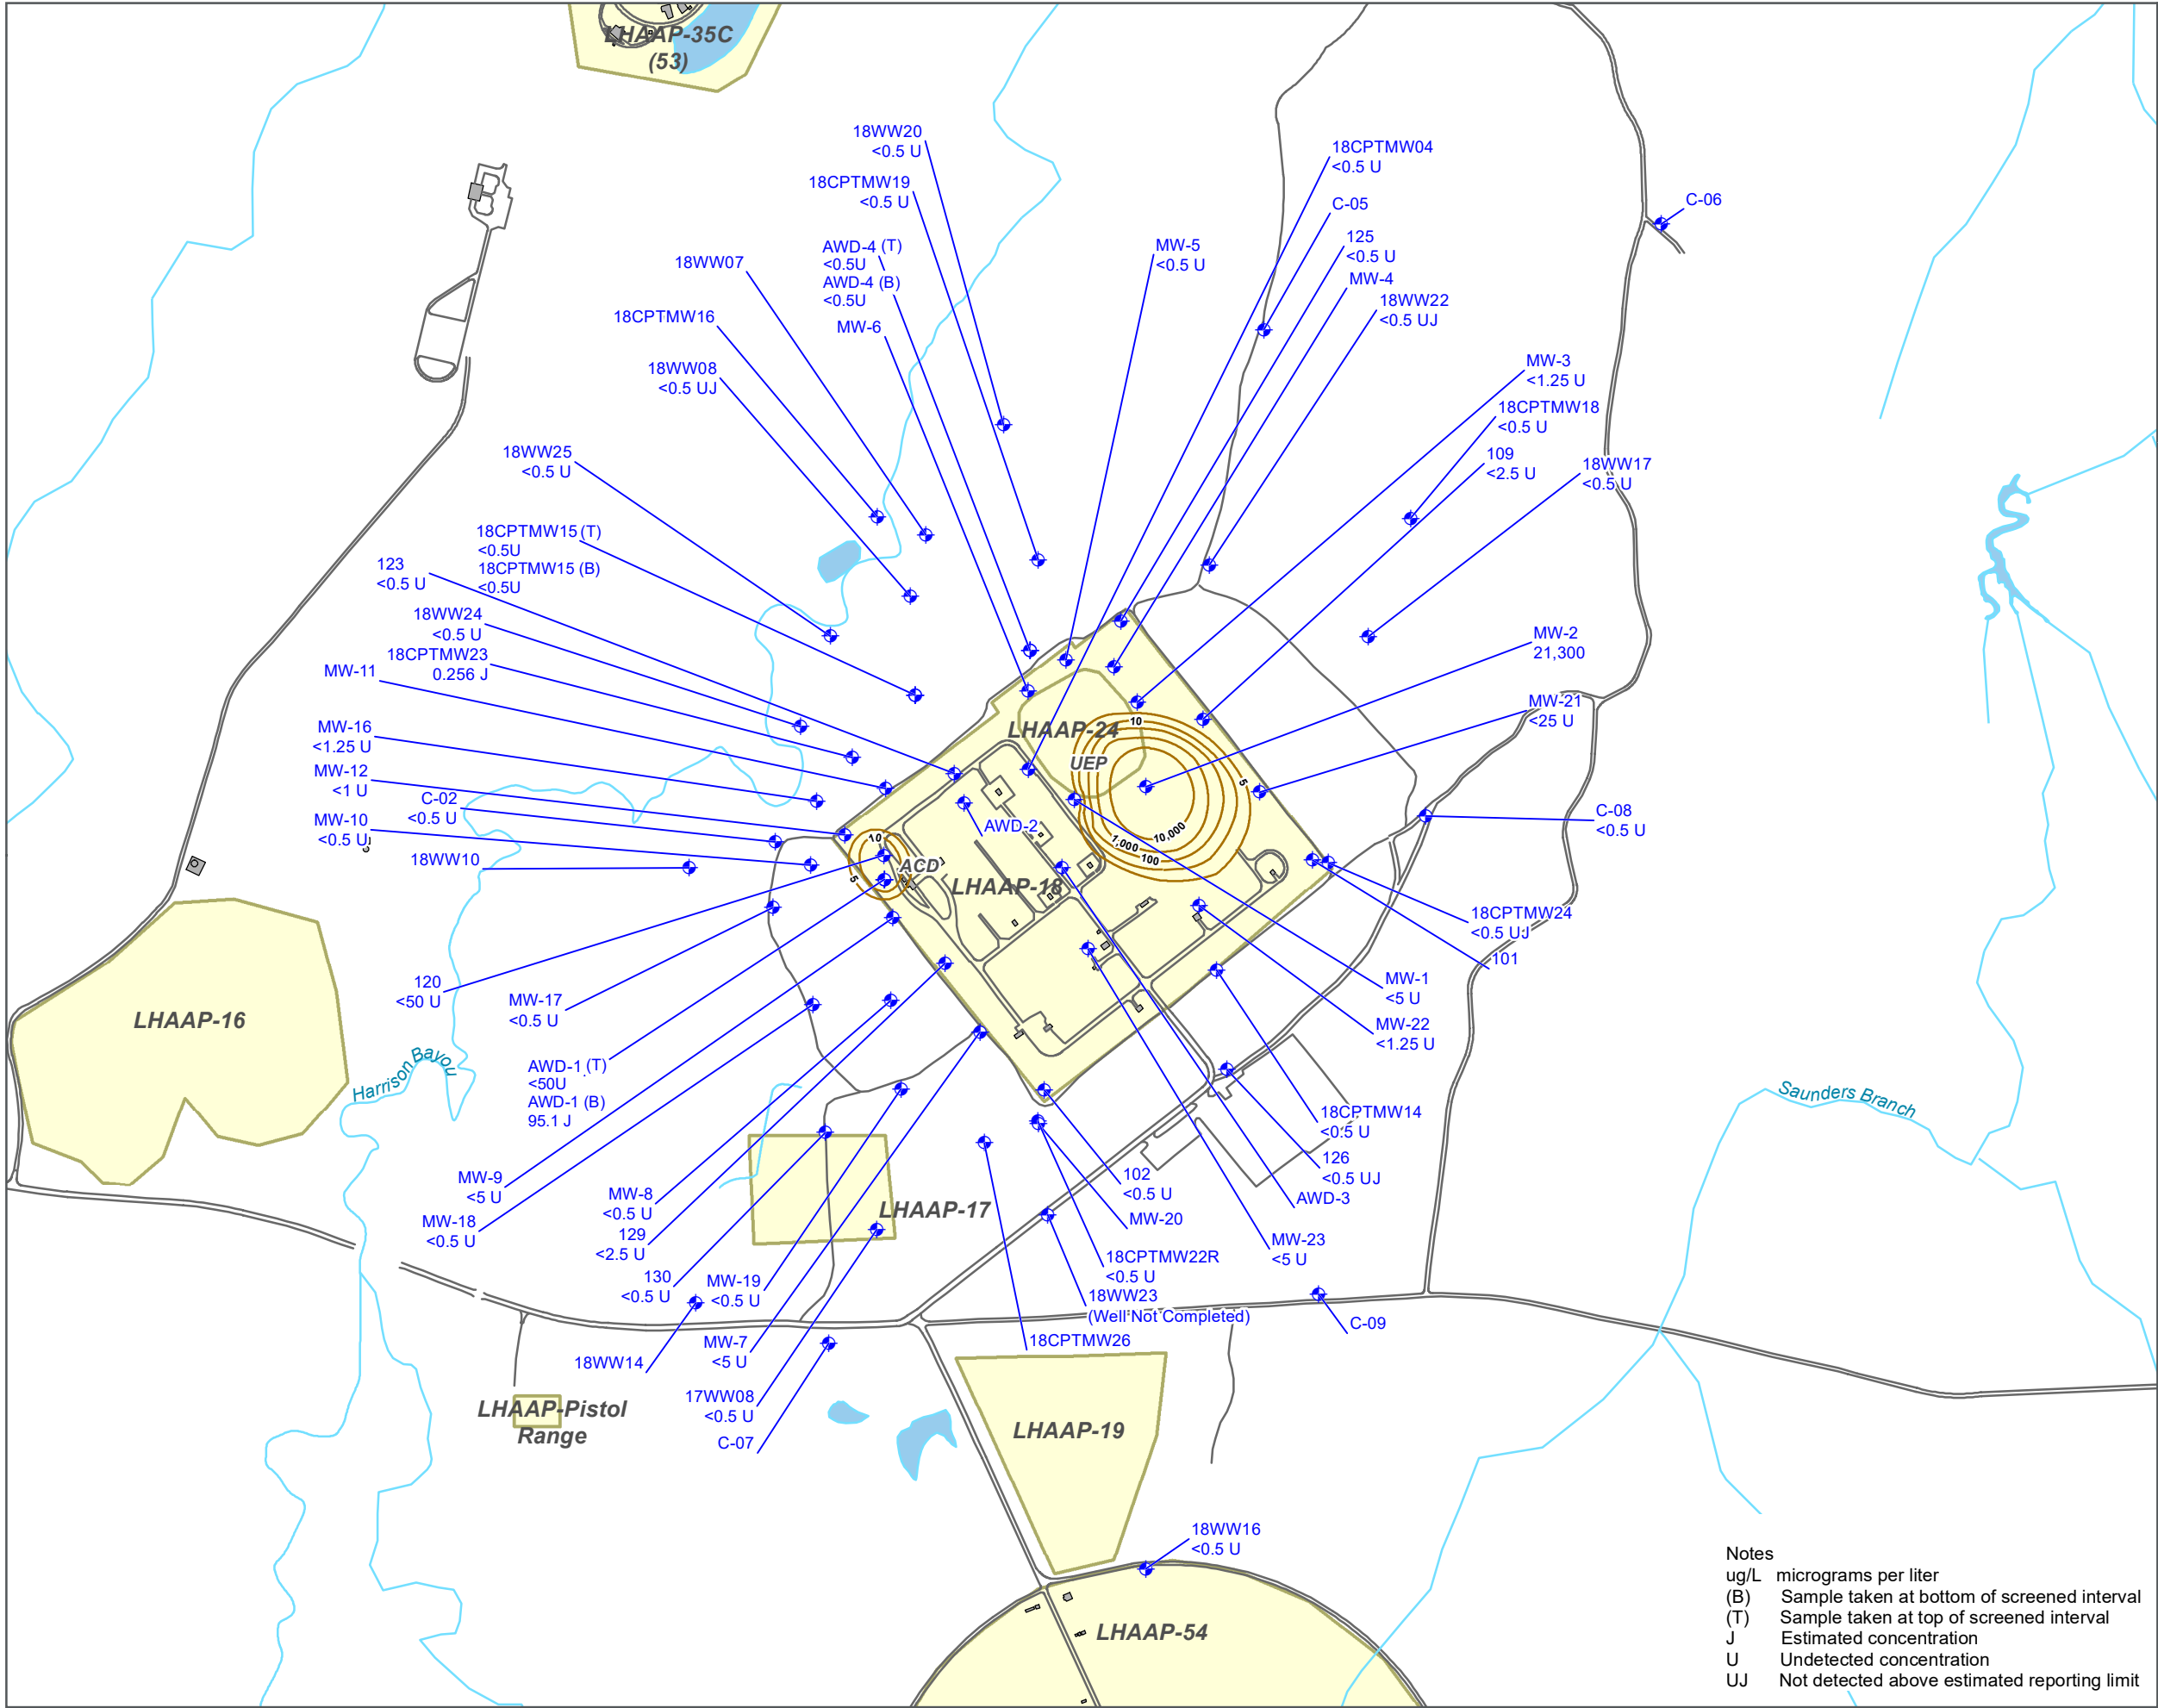 LHAAP-35C
(53)
18WW20
<0.5 U
18CPTMW19
<0.5 U
18CPTMW04
<0.5 U
C-05
C-06
125
<0.5 U
MW-5
<0.5 U
AWD-4 (T)
<0.5U
AWD-4 (B)
<0.5U
MW-6
18WW07
18CPTMW16
18WW08
<0.5 UJ
MW-4
18WW22
<0.5 UJ
MW-3
<1.25 U
18CPTMW18
<0.5 U
109
<2.5 U
18WW17
<0.5 U
18WW25
<0.5 U
18CPTMW15 (T)
<0.5U
18CPTMW15 (B)
<0.5U
123
<0.5 U
18WW24
<0.5 U
18CPTMW23
0.256 J
MW-11
MW-16
<1.25 U
MW-12
<1 U
C-02
<0.5 U
MW-10
<0.5 U
18WW10
MW-2
21,300
MW-21
<25 U
C-08
<0.5 U
LHAAP-24
UEP
10
5
10,000
1,000
100
AWD-2
10
5
ACD
LHAAP-18
18CPTMW24
<0.5 UJ
101
120
<50 U
MW-17
<0.5 U
MW-1
<5 U
MW-22
<1.25 U
LHAAP-16
Harrison Bayou
AWD-1 (T)
<50U
AWD-1 (B)
95.1 J
Saunders Branch
18CPTMW14
<0.5 U
126
<0.5 UJ
AWD-3
102
<0.5 U
MW-20
MW-9
<5 U
MW-18
<0.5 U
MW-8
<0.5 U
129
<2.5 U
130
<0.5 U
LHAAP-17
MW-23
<5 U
18CPTMW22R
<0.5 U
18WW23
(Well Not Completed)
18CPTMW26
MW-19
<0.5 U
C-09
18WW14
MW-7
<5 U
17WW08
<0.5 U
C-07
LHAAP-Pistol
Range
LHAAP-19
18WW16
<0.5 U
LHAAP-54
Notes
ug/L micrograms per liter
(B) Sample taken at bottom of screened interval
(T) Sample taken at top of screened interval
J Estimated concentration
U Undetected concentration
UJ Not detected above estimated reporting limit